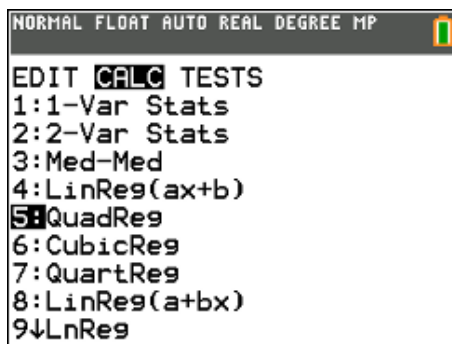 NORMAL FLOAT AUTO REAL DEGREE MP
EDIT CALC TESTS
1:1-Var Stats
2:2-Var Stats
3:Med-Med
4:LinReg(ax+b)
5:QuadReg
6:CubicReg
7:QuartReg
8:LinReg(a+bx)
9↓LnReg